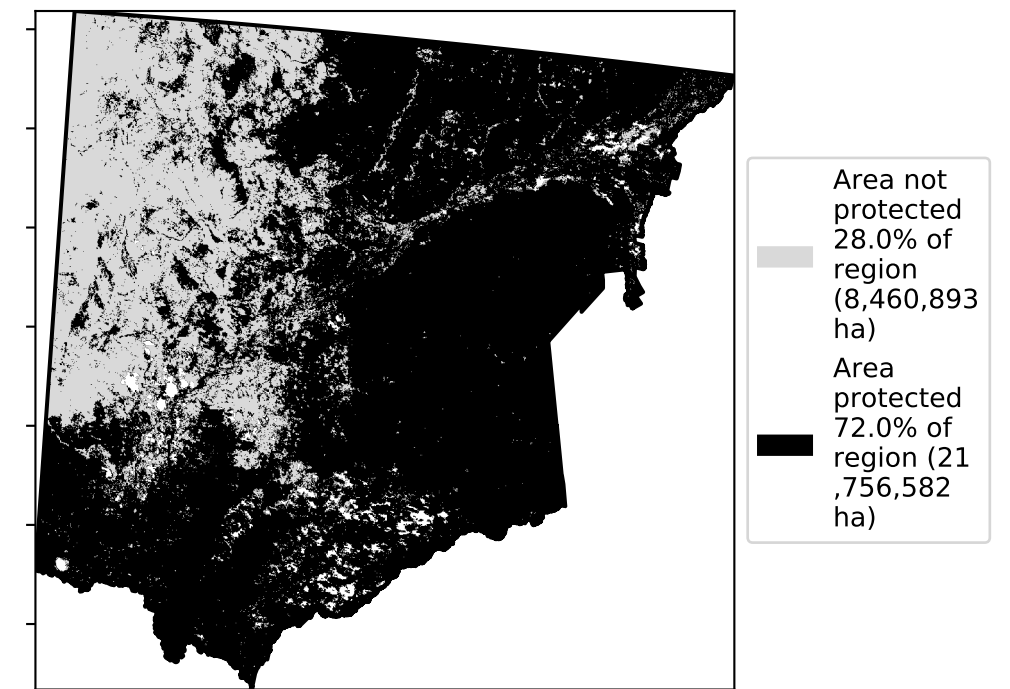 Area not
protected
28.0% of
region
(8,460,893
ha)
Area
protected
72.0% of
region (21
,756,582
ha)